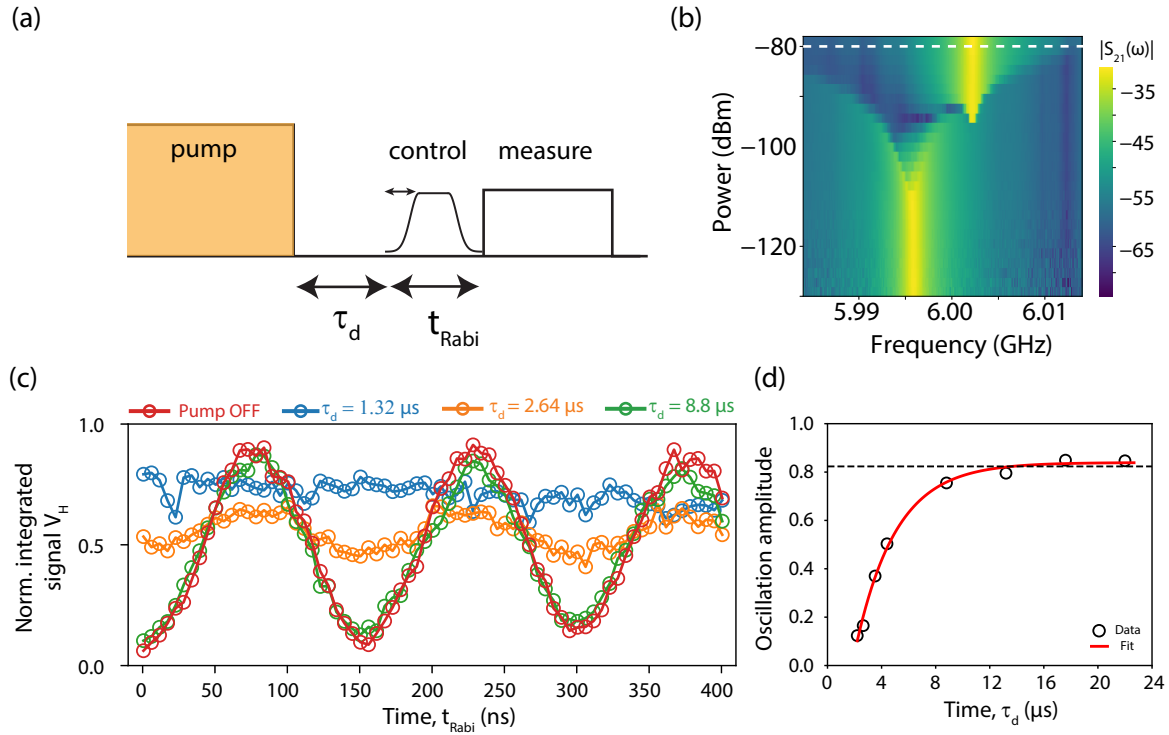 (a)
pump
control
measure
τd
tRabi
(b)
|S21(ω)|
−80
−100
−120
Power (dBm)
5.99
6.00
6.01
Frequency (GHz)
−35
−45
−55
−65
(c)
Pump OFF
τd = 1.32 µs
τd = 2.64 µs
τd = 8.8 µs
Norm. integrated
signal VH
1.0
0.5
0.0
0
50
100
150
200
250
300
350
400
Time, tRabi (ns)
(d)
Oscillation amplitude
1.0
0.8
0.6
0.4
0.2
0.0
Data
Fit
0
4
8
12
16
20
24
Time, τd (µs)